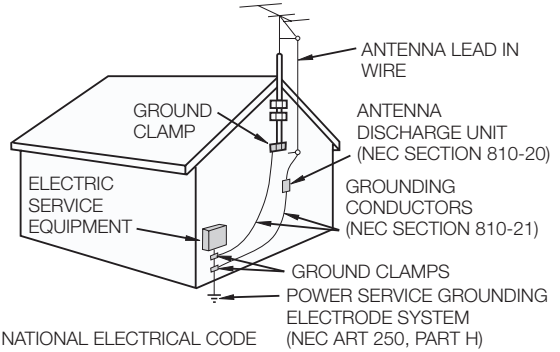 ANTENNA LEAD IN
WIRE
GROUND
CLAMP
ANTENNA
DISCHARGE UNIT
(NEC SECTION 810-20)
ELECTRIC
SERVICE
EQUIPMENT
GROUNDING
CONDUCTORS
(NEC SECTION 810-21)
GROUND CLAMPS
POWER SERVICE GROUNDING
ELECTRODE SYSTEM
(NEC ART 250, PART H)
NATIONAL ELECTRICAL CODE